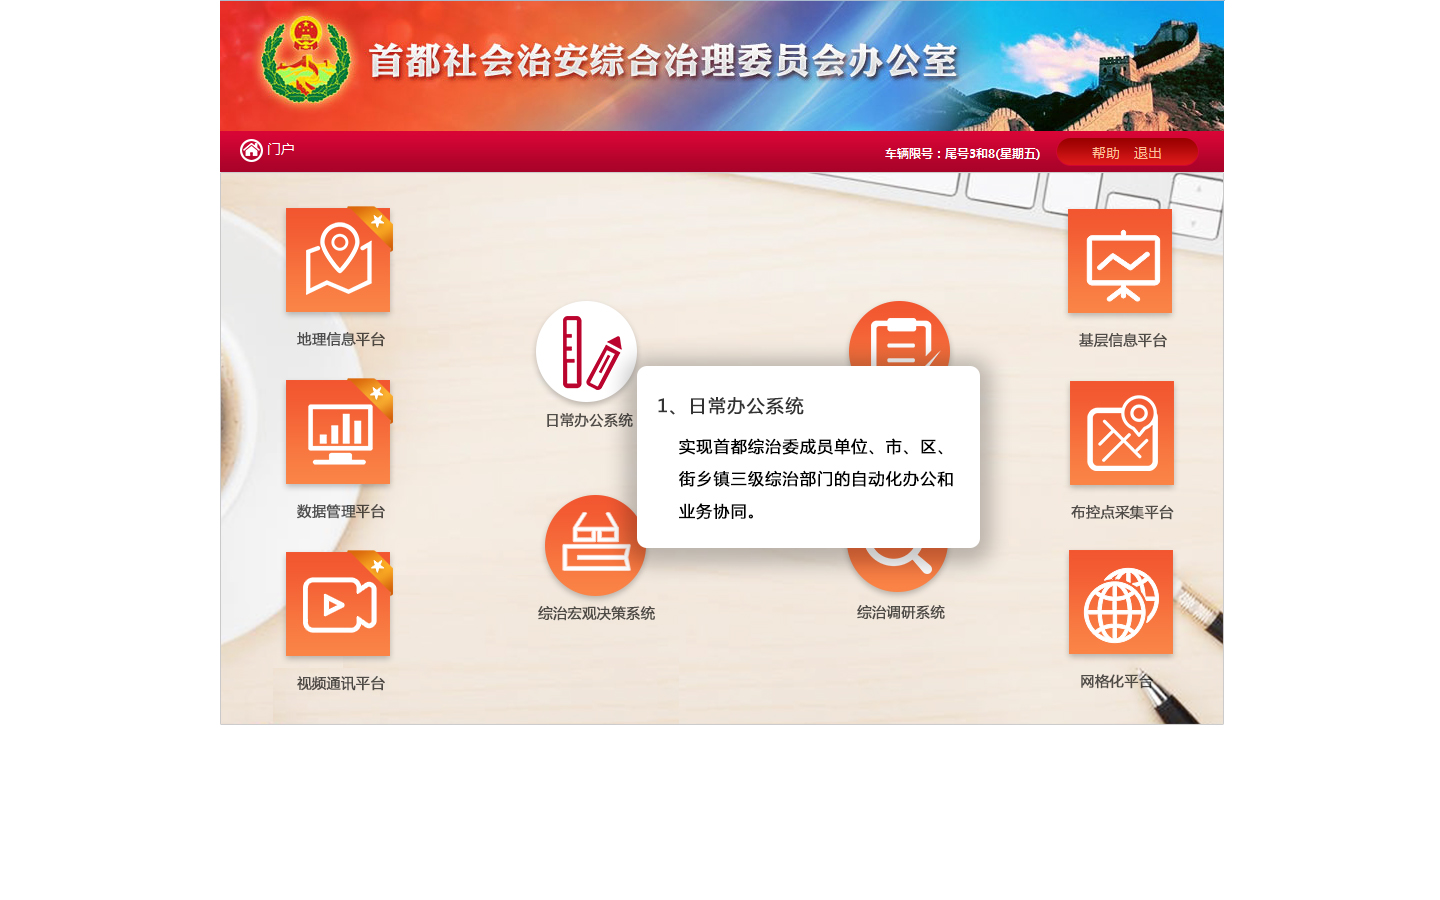 首都社会治安综合治理委员会办公室
门户
车辆限号：尾号3和8(星期五)
帮助 退出
地理信息平台
基层信息平台
日常办公系统
1、日常办公系统
实现首都综治委成员单位、市、区、
街乡镇三级综治部门的自动化办公和
业务协同。
数据管理平台
布控点采集平台
综治宏观决策系统
综治调研系统
视频通讯平台
网格化平台